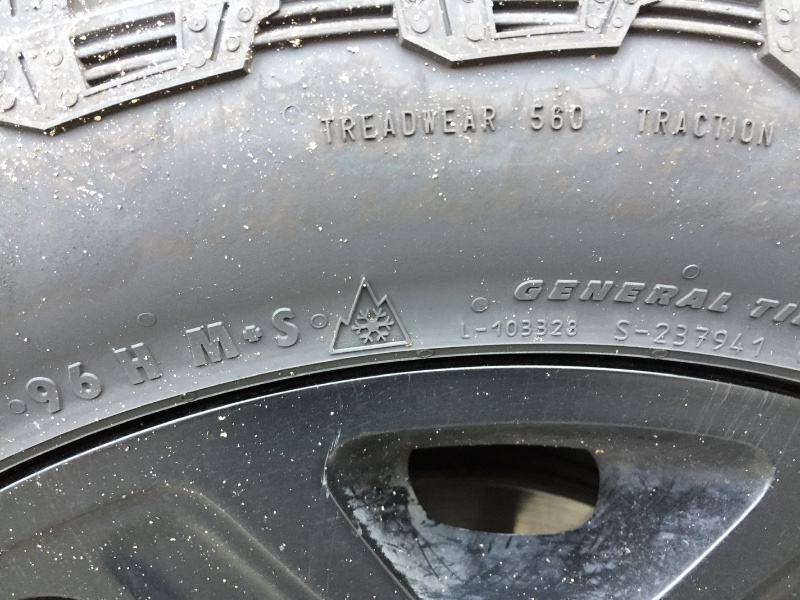 TREADWEAR 560 TRACTION
GENERAL
L-103328 S-237941
96 H M+S